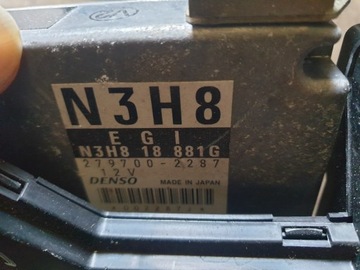 N3H8
EGI
N3H8 18 881G
279700-2287
12V
DENSO MADE IN JAPAN